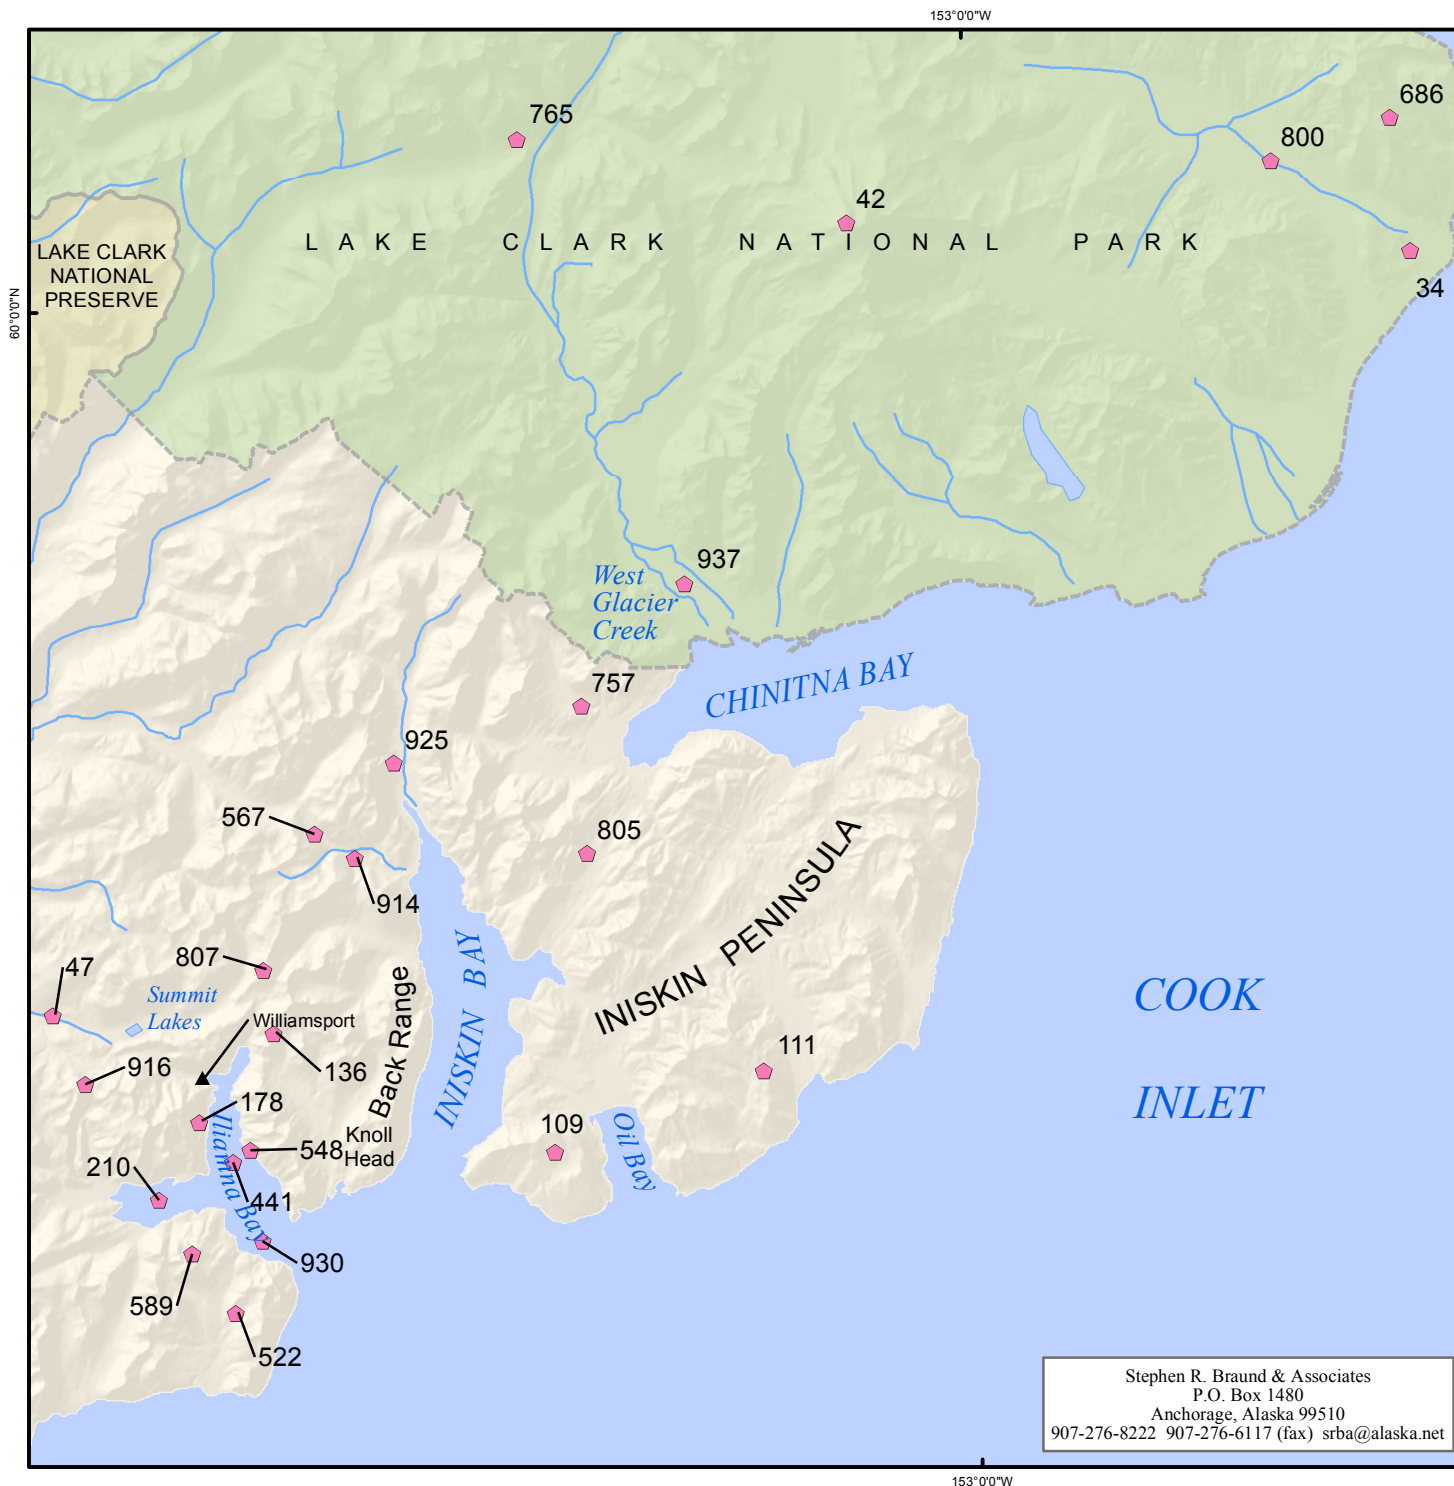 153°0'0"W
686
765
800
42
LAKE CLARK NATIONAL PARK
LAKE CLARK
NATIONAL
PRESERVE
34
60°0'0"N
937
West
Glacier
Creek
CHINITNA BAY
757
925
567
805
INISKIN PENINSULA
914
807
47
Summit
Lakes
Williamsport
INISKIN BAY
Back Range
COOK
INLET
136
111
916
178
Iliamna Bay
109
Oil Bay
548
Knoll
Head
210
441
930
589
522
Stephen R. Braund & Associates
P.O. Box 1480
Anchorage, Alaska 99510
907-276-8222 907-276-6117 (fax) srba@alaska.net
153°0'0"W